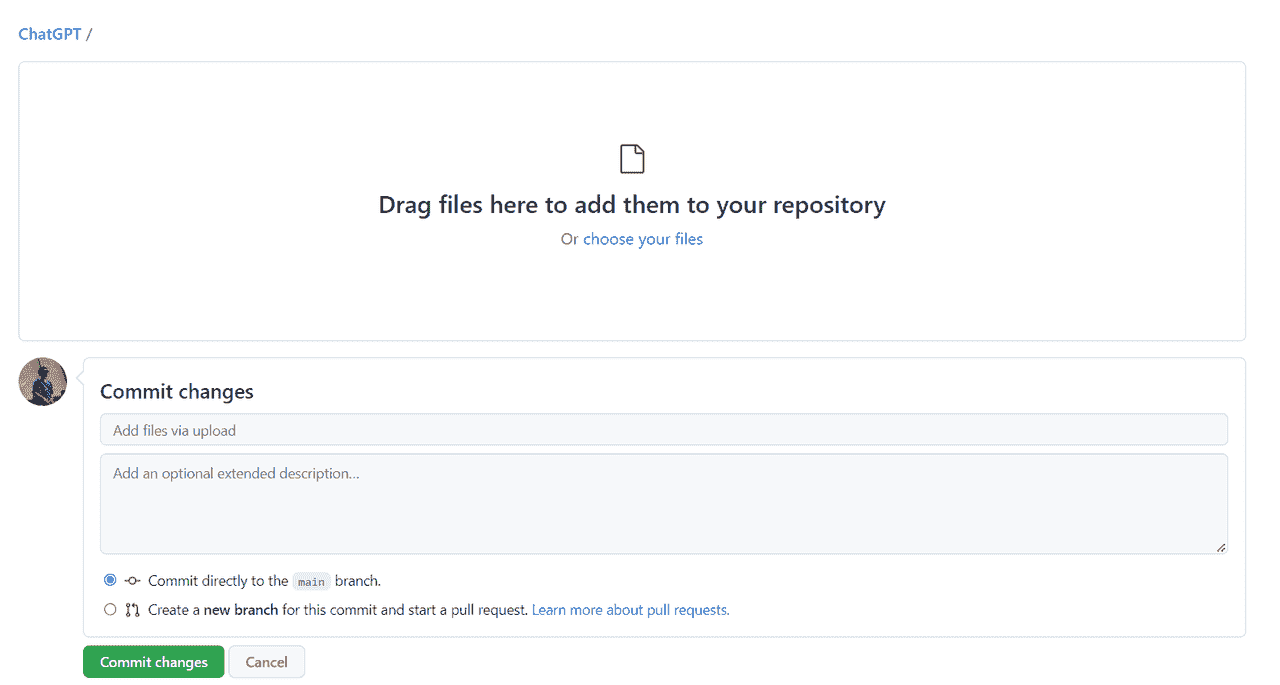 ChatGPT /
Drag files here to add them to your repository
Or choose your files
Commit changes
Add files via upload
Add an optional extended description...
Commit directly to the main branch.
Create a new branch for this commit and start a pull request. Learn more about pull requests.
Commit changes Cancel